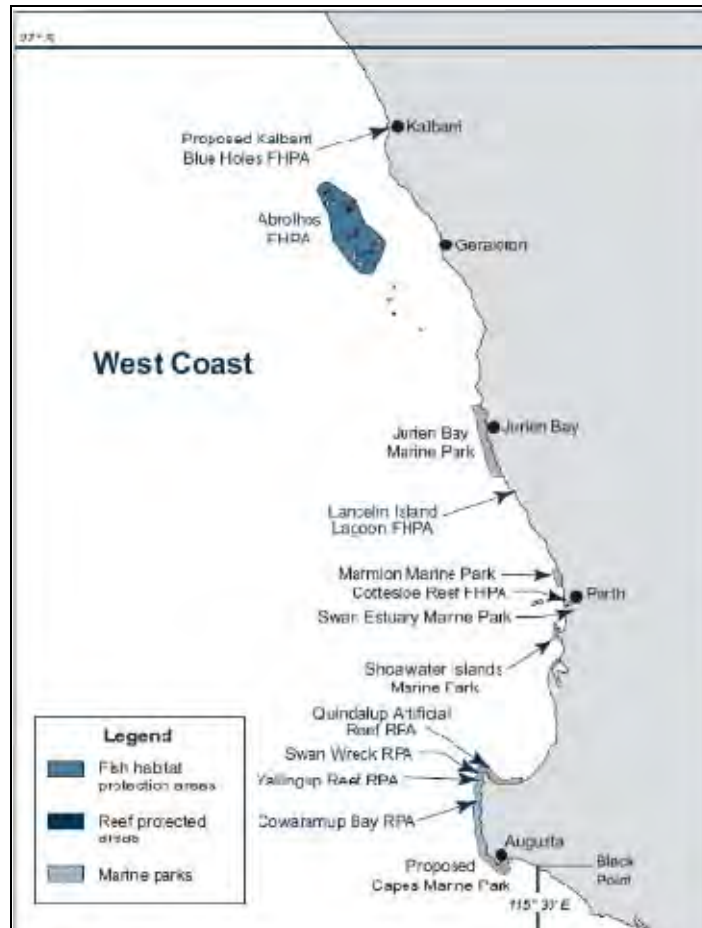 27° S
Kalbarri
Proposed Kalbarri
Blue Holes FHPA
Abrolhos
FHPA
Geraldton
West Coast
Jurien Bay
Jurien Bay
Marine Park
Lancelin Island
Lagoon FHPA
Marmion Marine Park
Cottesloe Reef FHPA
Perth
Swan Estuary Marine Park
Shoalwater Islands
Marine Park
Quindalup Artificial
Reef RPA
Swan Wreck RPA
Yallingup Reef RPA
Cowaramup Bay RPA
Augusta
Proposed
Capes Marine Park
Black
Point
115° 30' E
Legend
Fish habitat
protection areas
Reef protected
areas
Marine parks